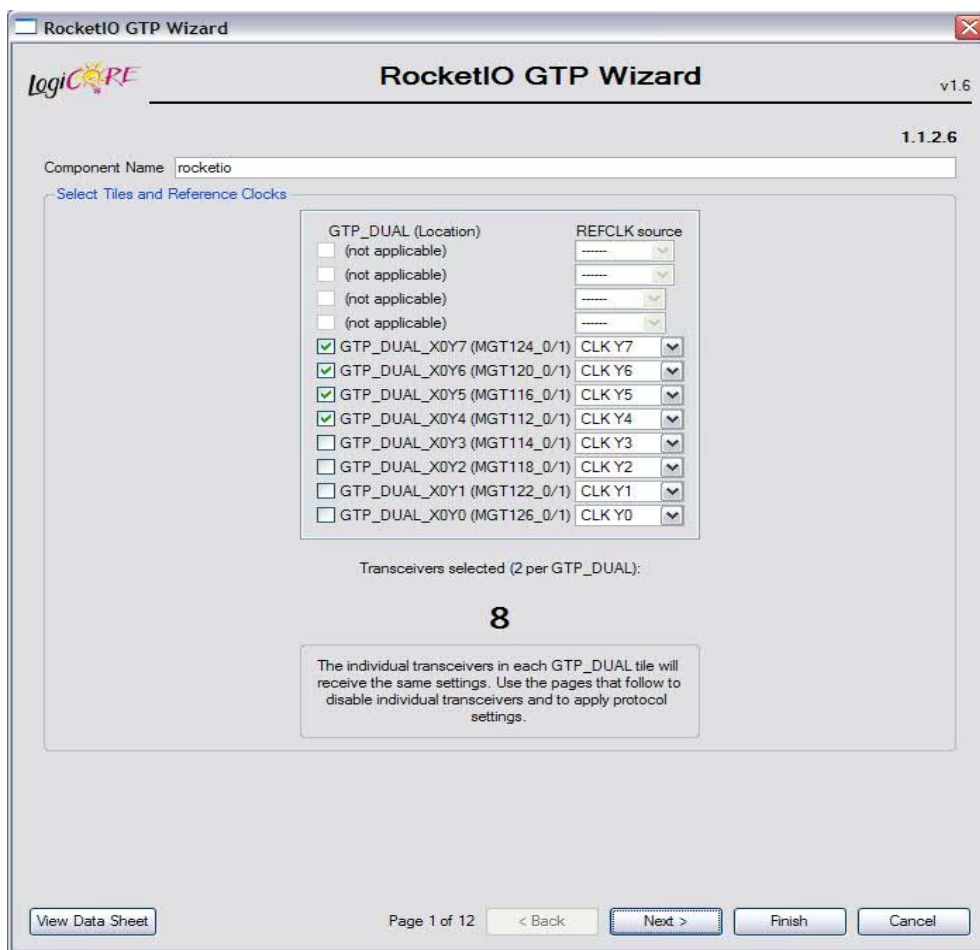 RocketIO GTP Wizard
LogiCORE
RocketIO GTP Wizard
v1.6
1.1.2.6
Component Name rocketio
Select Tiles and Reference Clocks
GTP_DUAL (Location) REFCLK source
(not applicable) ------
(not applicable) ------
(not applicable) ------
(not applicable) ------
GTP_DUAL_X0Y7 (MGT124_0/1) CLK Y7
GTP_DUAL_X0Y6 (MGT120_0/1) CLK Y6
GTP_DUAL_X0Y5 (MGT116_0/1) CLK Y5
GTP_DUAL_X0Y4 (MGT112_0/1) CLK Y4
GTP_DUAL_X0Y3 (MGT114_0/1) CLK Y3
GTP_DUAL_X0Y2 (MGT118_0/1) CLK Y2
GTP_DUAL_X0Y1 (MGT122_0/1) CLK Y1
GTP_DUAL_X0Y0 (MGT126_0/1) CLK Y0
Transceivers selected (2 per GTP_DUAL):
8
The individual transceivers in each GTP_DUAL tile will
receive the same settings. Use the pages that follow to
disable individual transceivers and to apply protocol
settings.
View Data Sheet Page 1 of 12 < Back Next > Finish Cancel